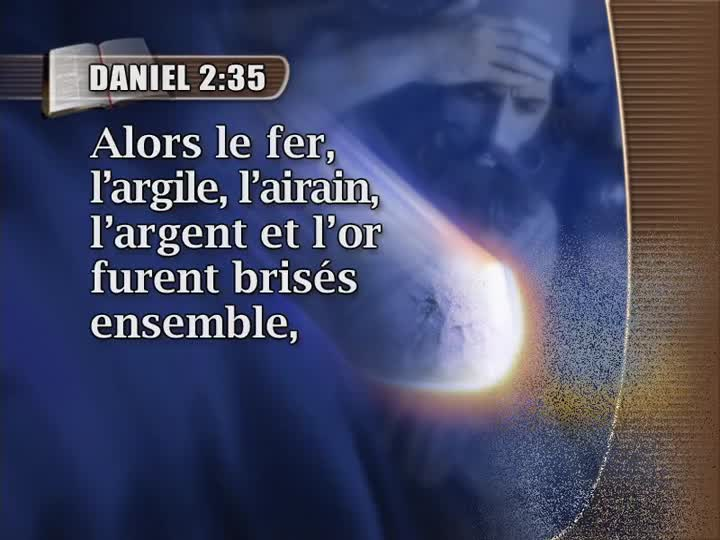 DANIEL 2:35
Alors le fer,
l'argile, l'airain,
l'argent et l'or
furent brisés
ensemble,